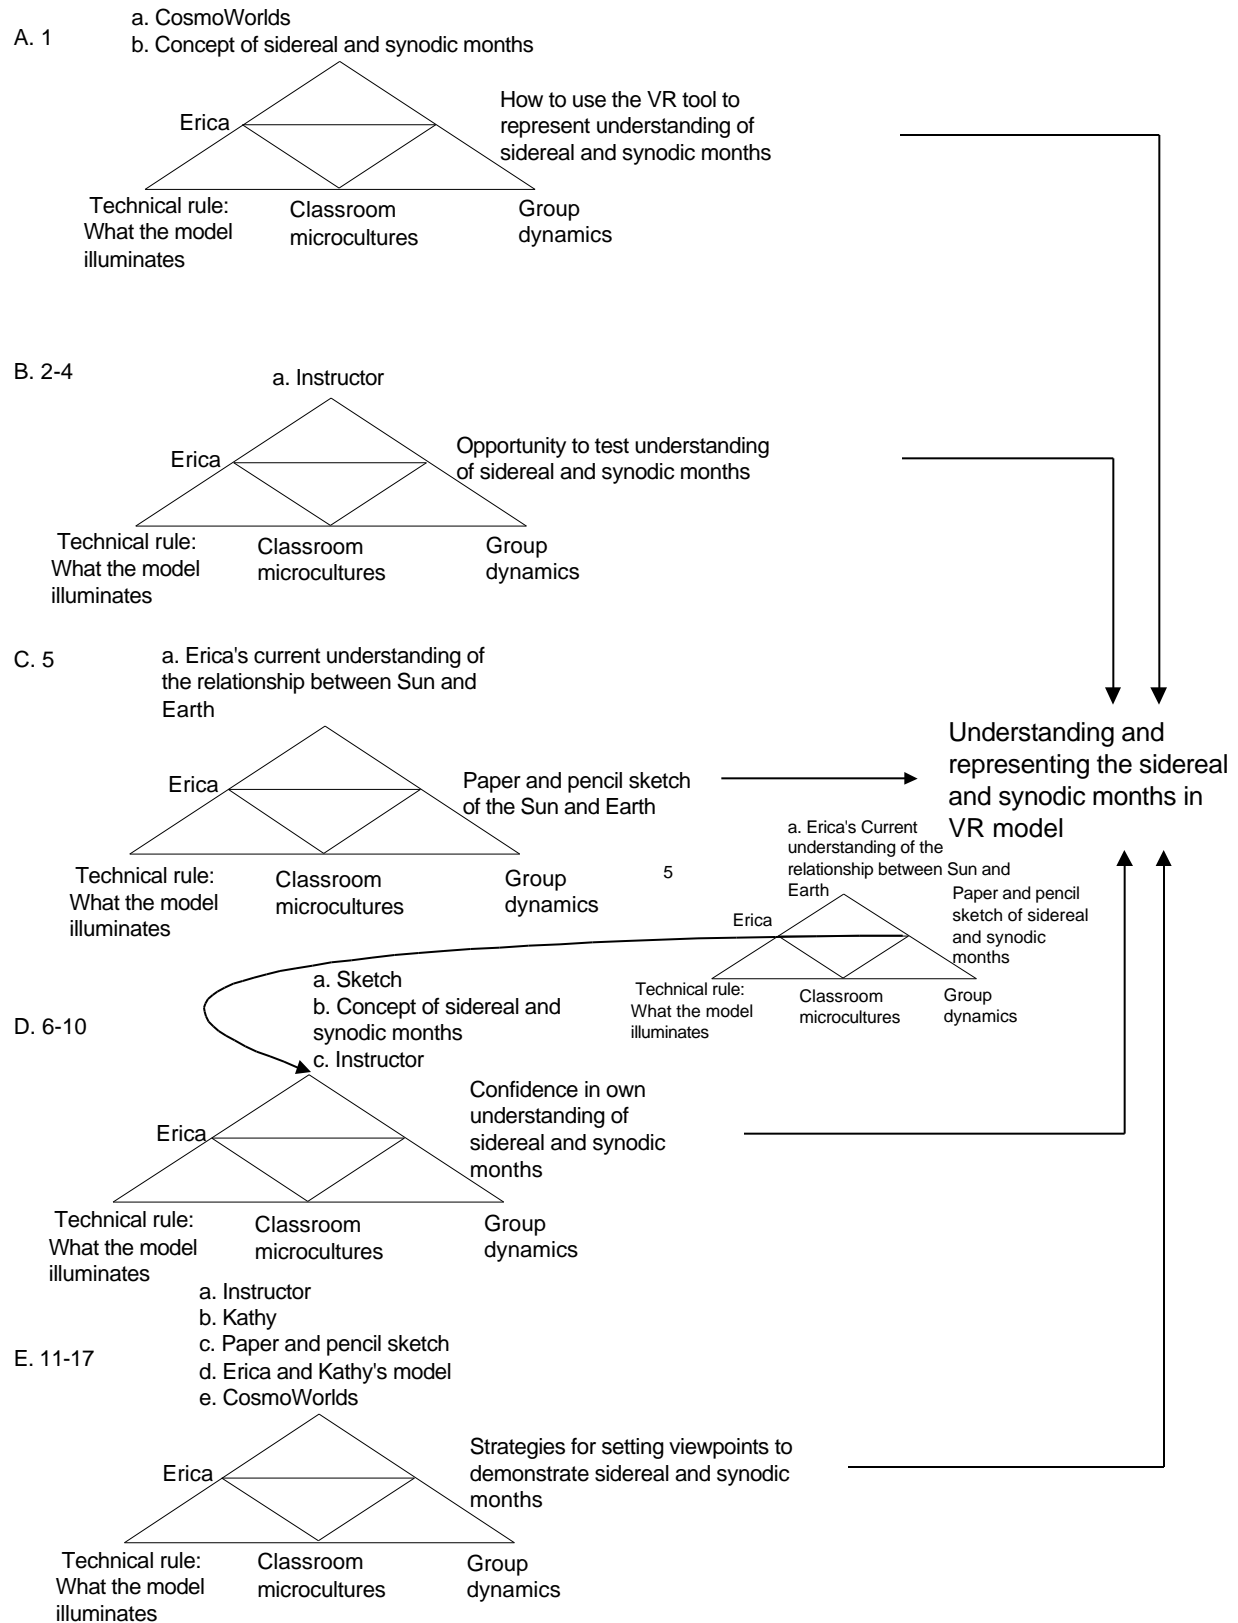 A. 1
a. CosmoWorlds
b. Concept of sidereal and synodic months
Erica
How to use the VR tool to
represent understanding of
sidereal and synodic months
Technical rule:
What the model
illuminates
Classroom
microcultures
Group
dynamics
B. 2-4
a. Instructor
Erica
Opportunity to test understanding
of sidereal and synodic months
Technical rule:
What the model
illuminates
Classroom
microcultures
Group
dynamics
C. 5
a. Erica's current understanding of
the relationship between Sun and
Earth
Erica
Paper and pencil sketch
of the Sun and Earth
Technical rule:
What the model
illuminates
Classroom
microcultures
Group
dynamics
Understanding and
representing the sidereal
and synodic months in
VR model
5
a. Erica's Current
understanding of the
relationship between Sun and
Earth
Erica
Paper and pencil
sketch of sidereal
and synodic
months
Technical rule:
What the model
illuminates
Classroom
microcultures
Group
dynamics
D. 6-10
a. Sketch
b. Concept of sidereal and
synodic months
c. Instructor
Erica
Confidence in own
understanding of
sidereal and synodic
months
Technical rule:
What the model
illuminates
Classroom
microcultures
Group
dynamics
E. 11-17
a. Instructor
b. Kathy
c. Paper and pencil sketch
d. Erica and Kathy's model
e. CosmoWorlds
Erica
Strategies for setting viewpoints to
demonstrate sidereal and synodic
months
Technical rule:
What the model
illuminates
Classroom
microcultures
Group
dynamics